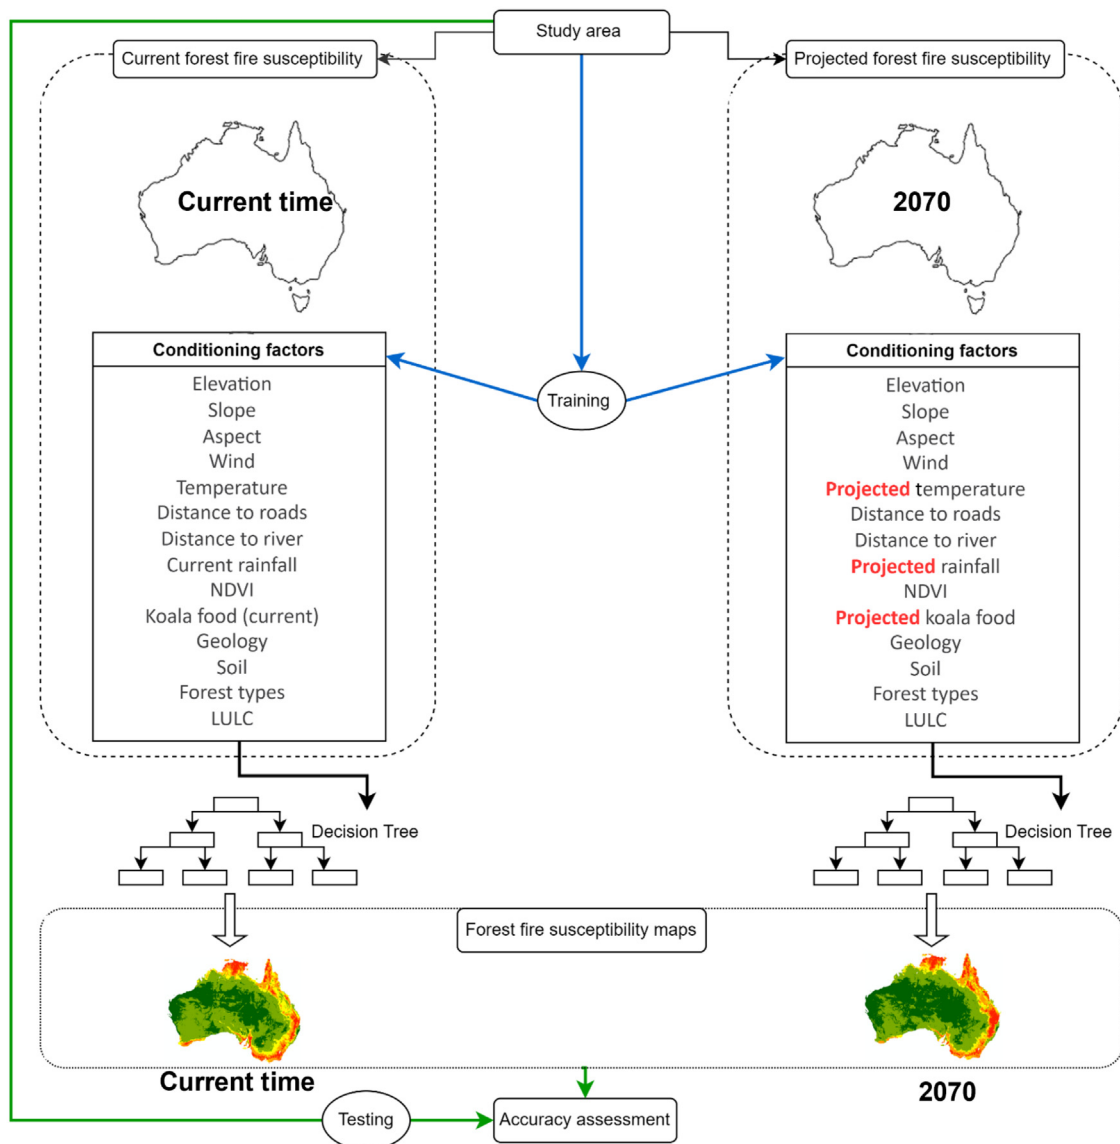 Study area
Current forest fire susceptibility
Projected forest fire susceptibility
Current time
2070
Training
Conditioning factors
Elevation
Slope
Aspect
Wind
Temperature
Distance to roads
Distance to river
Current rainfall
NDVI
Koala food (current)
Geology
Soil
Forest types
LULC
Conditioning factors
Elevation
Slope
Aspect
Wind
Projected temperature
Distance to roads
Distance to river
Projected rainfall
NDVI
Projected koala food
Geology
Soil
Forest types
LULC
Decision Tree
Decision Tree
Forest fire susceptibility maps
Current time
2070
Testing
Accuracy assessment